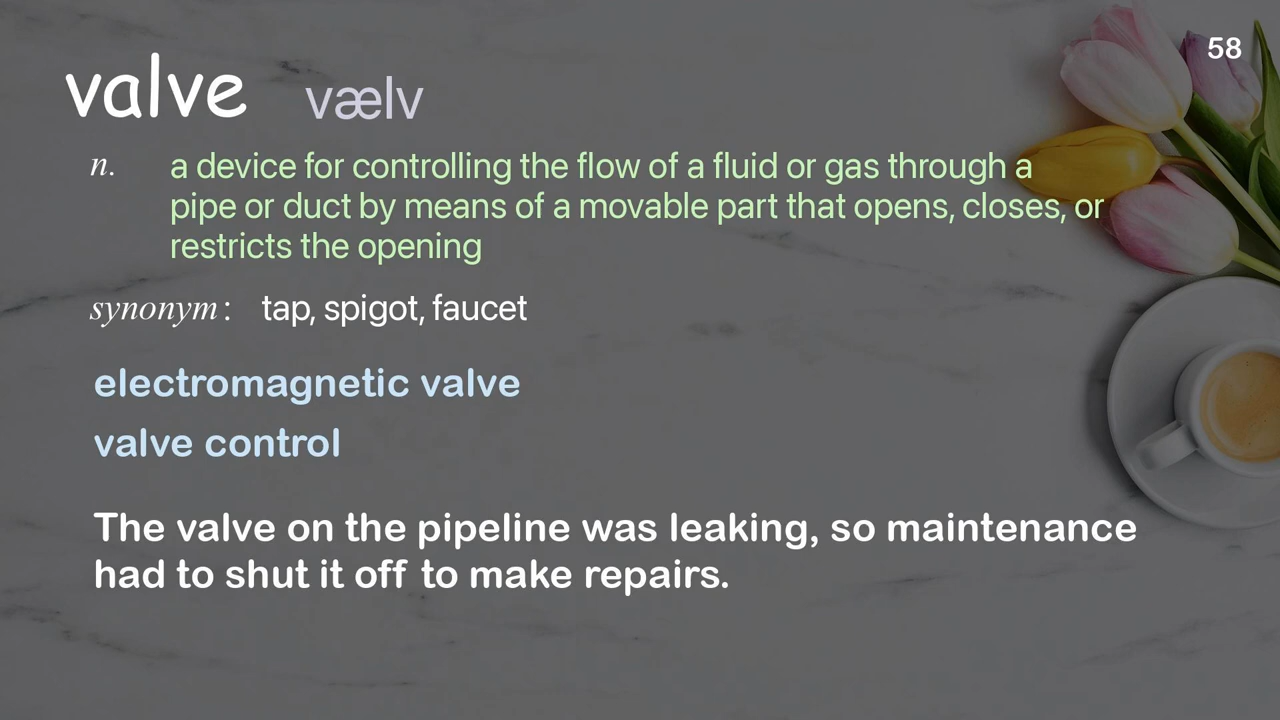 58
valve vælv
n. a device for controlling the flow of a fluid or gas through a
pipe or duct by means of a movable part that opens, closes, or
restricts the opening
synonym: tap, spigot, faucet
electromagnetic valve
valve control
The valve on the pipeline was leaking, so maintenance
had to shut it off to make repairs.